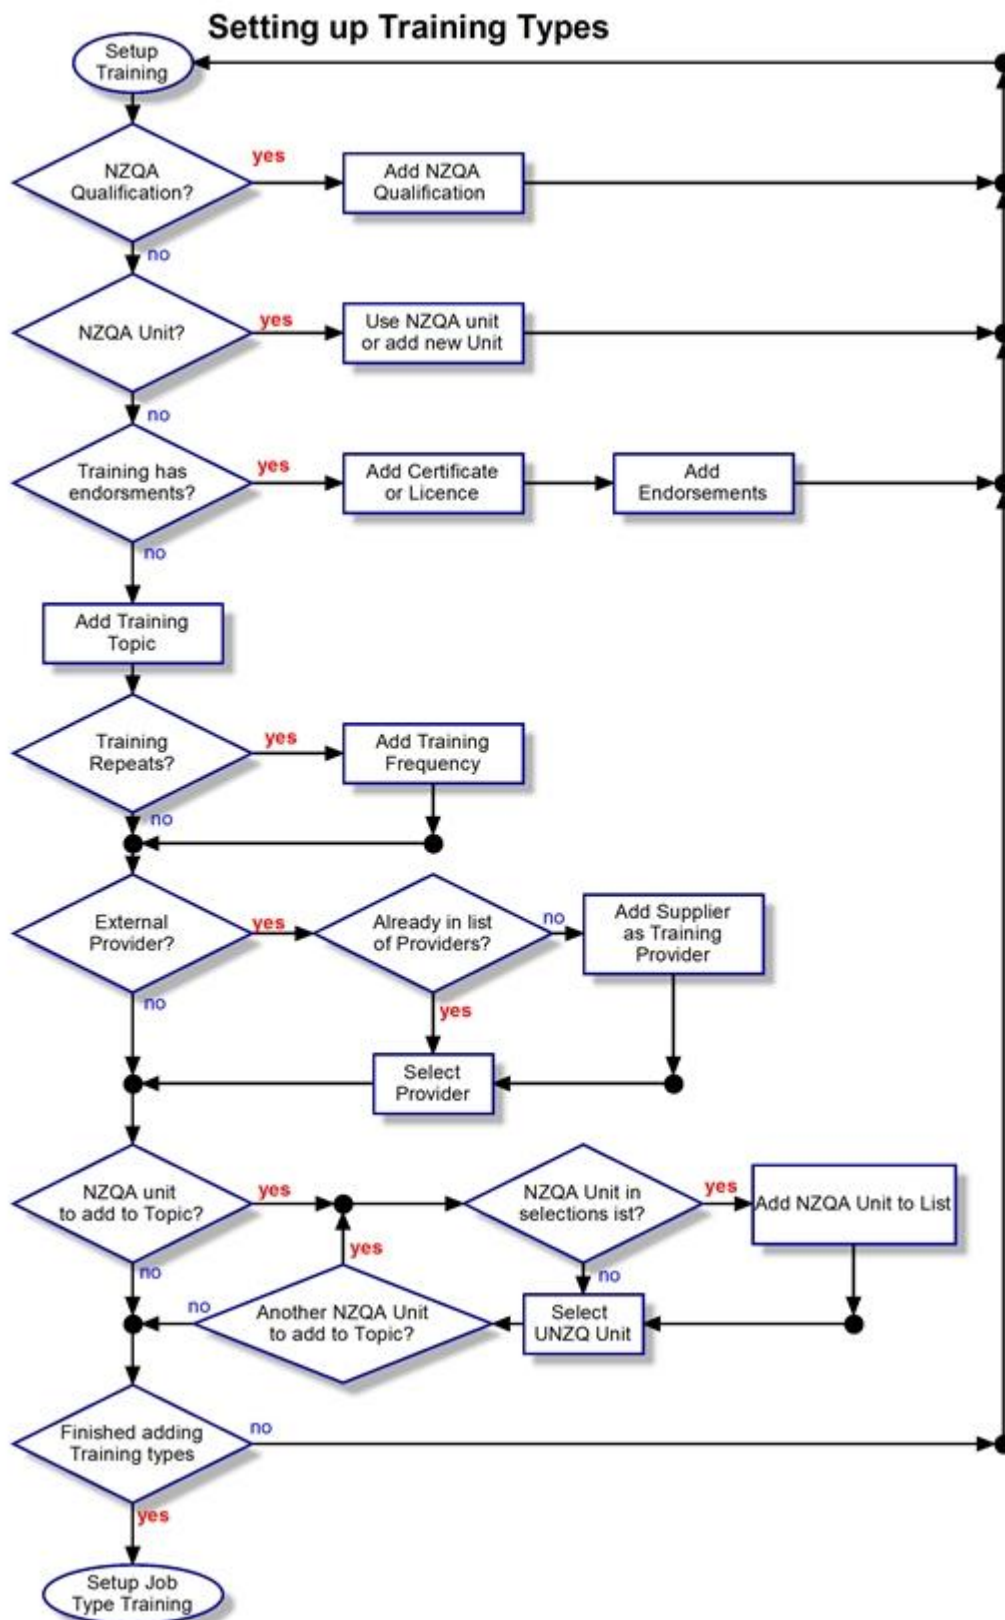 Setting up Training Types
Setup
Training
NZQA
Qualification?
yes
Add NZQA
Qualification
no
NZQA Unit?
yes
Use NZQA unit
or add new Unit
no
Training has
endorsments?
yes
Add Certificate
or Licence
Add
Endorsements
no
Add Training
Topic
Training
Repeats?
yes
Add Training
Frequency
no
External
Provider?
yes
Already in list
of Providers?
no
Add Supplier
as Training
Provider
no
yes
Select
Provider
NZQA unit
to add to Topic?
yes
NZQA Unit in
selections ist?
yes
Add NZQA Unit to List
no
yes
no
no
Another NZQA Unit
to add to Topic?
Select
UNZQ Unit
Finished adding
Training types
no
yes
Setup Job
Type Training